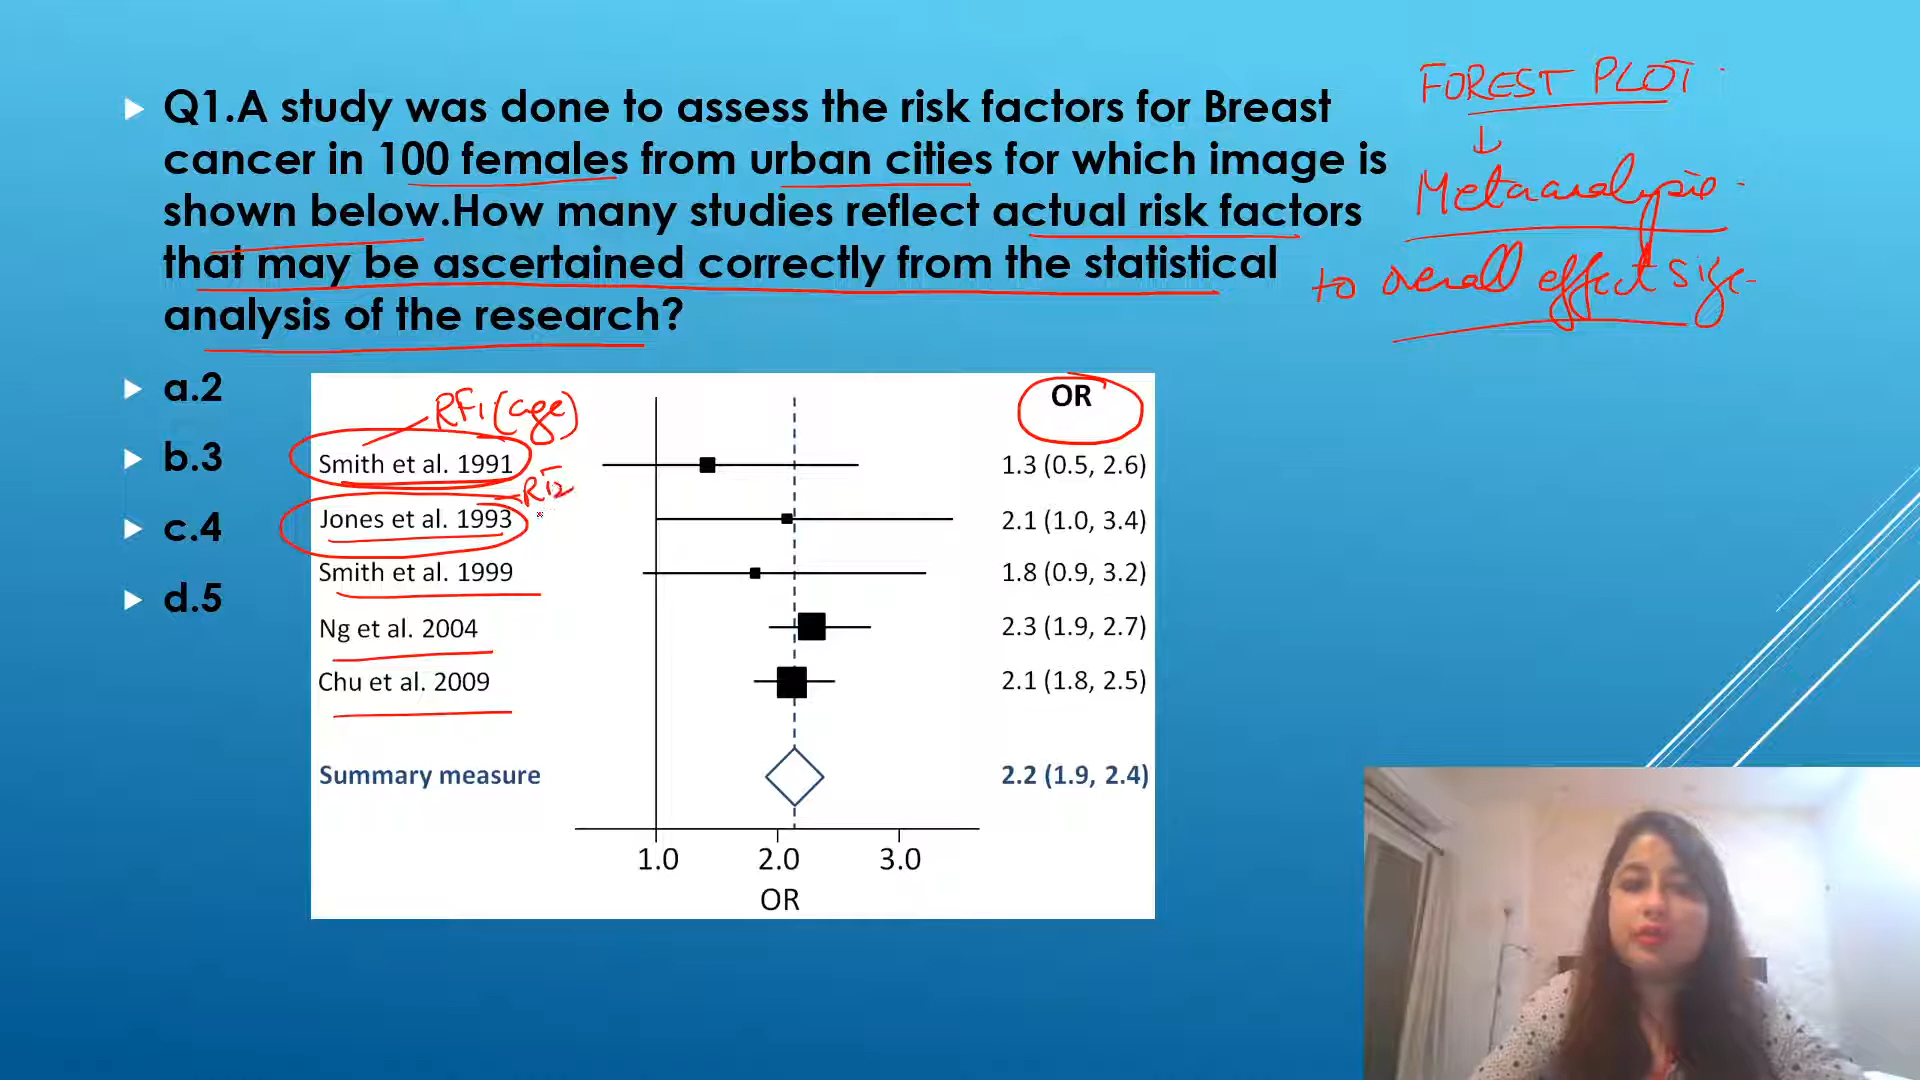 Q1.A study was done to assess the risk factors for Breast
cancer in 100 females from urban cities for which image is
shown below.How many studies reflect actual risk factors
that may be ascertained correctly from the statistical
analysis of the research?
a.2
b.3
c.4
d.5
FOREST PLOT
Metaanalysis
to overall effect size
OR
RF1 (age)
Smith et al. 1991 1.3 (0.5, 2.6)
RF2
Jones et al. 1993 2.1 (1.0, 3.4)
Smith et al. 1999 1.8 (0.9, 3.2)
Ng et al. 2004 2.3 (1.9, 2.7)
Chu et al. 2009 2.1 (1.8, 2.5)
Summary measure 2.2 (1.9, 2.4)
1.0 2.0 3.0
OR